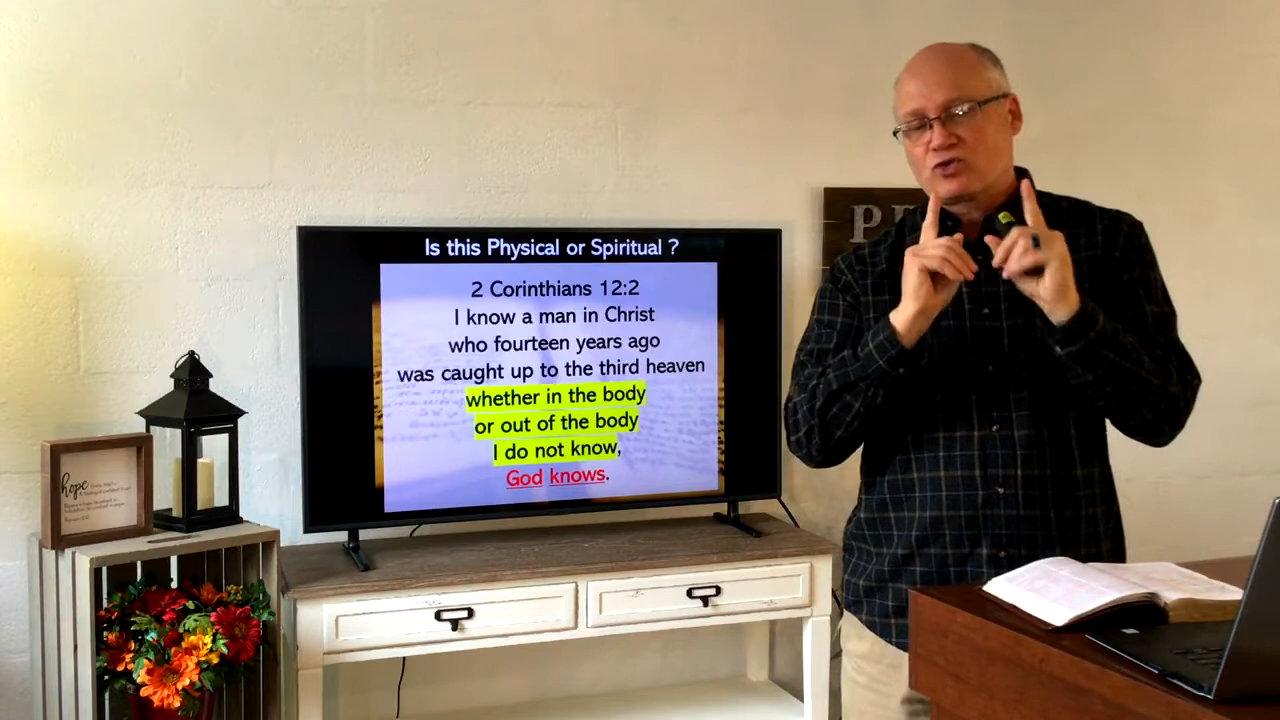 Is this Physical or Spiritual ?
2 Corinthians 12:2
I know a man in Christ
who fourteen years ago
was caught up to the third heaven
whether in the body
or out of the body
I do not know,
God knows.
hope